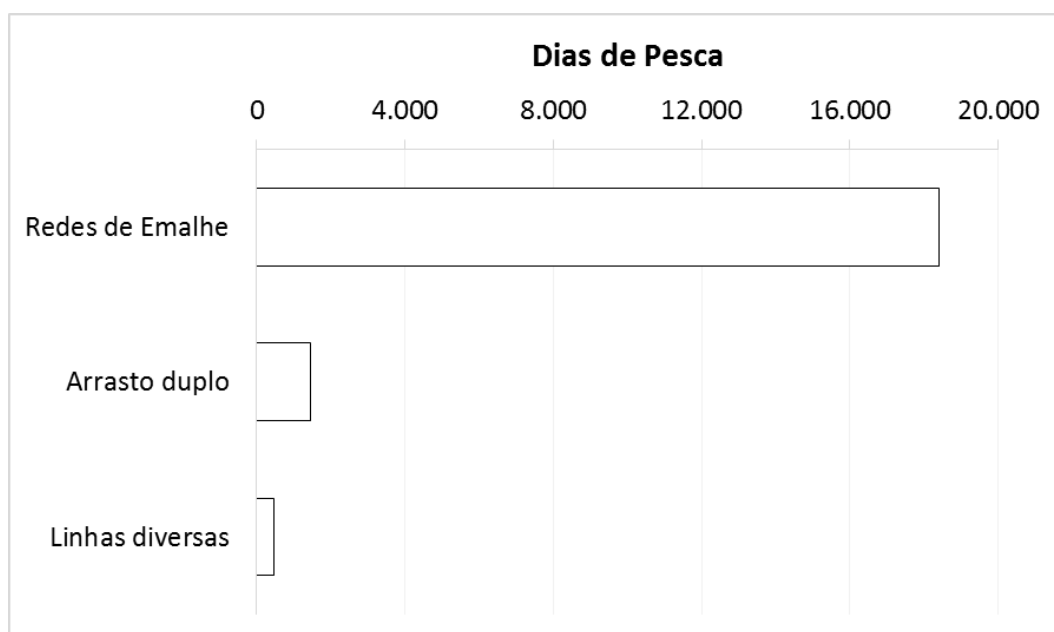 Dias de Pesca
0 4.000 8.000 12.000 16.000 20.000
Redes de Emalhe
Arrasto duplo
Linhas diversas